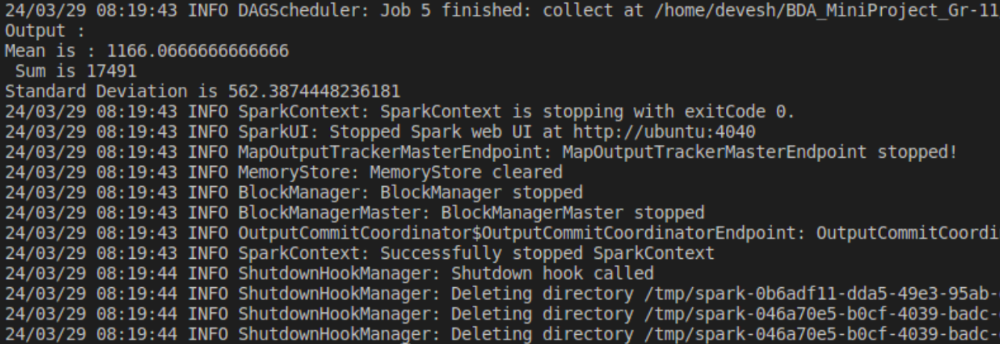 24/03/29 08:19:43 INFO DAGScheduler: Job 5 finished: collect at /home/devesh/BDA_MiniProject_Gr-11
Output :
Mean is : 1166.0666666666666
 Sum is 17491
Standard Deviation is 562.3874448236181
24/03/29 08:19:43 INFO SparkContext: SparkContext is stopping with exitCode 0.
24/03/29 08:19:43 INFO SparkUI: Stopped Spark web UI at http://ubuntu:4040
24/03/29 08:19:43 INFO MapOutputTrackerMasterEndpoint: MapOutputTrackerMasterEndpoint stopped!
24/03/29 08:19:43 INFO MemoryStore: MemoryStore cleared
24/03/29 08:19:43 INFO BlockManager: BlockManager stopped
24/03/29 08:19:43 INFO BlockManagerMaster: BlockManagerMaster stopped
24/03/29 08:19:43 INFO OutputCommitCoordinator$OutputCommitCoordinatorEndpoint: OutputCommitCoordi
24/03/29 08:19:43 INFO SparkContext: Successfully stopped SparkContext
24/03/29 08:19:44 INFO ShutdownHookManager: Shutdown hook called
24/03/29 08:19:44 INFO ShutdownHookManager: Deleting directory /tmp/spark-0b6adf11-dda5-49e3-95ab-
24/03/29 08:19:44 INFO ShutdownHookManager: Deleting directory /tmp/spark-046a70e5-b0cf-4039-badc-
24/03/29 08:19:44 INFO ShutdownHookManager: Deleting directory /tmp/spark-046a70e5-b0cf-4039-badc-